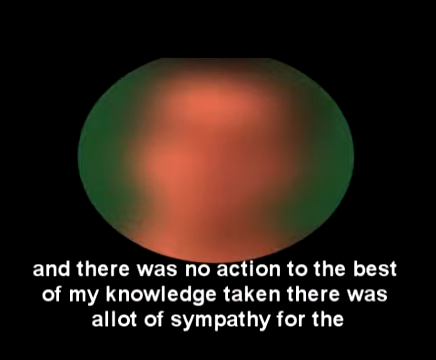 and there was no action to the best
of my knowledge taken there was
allot of sympathy for the